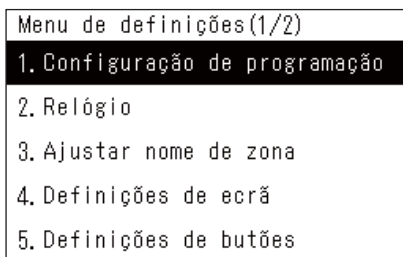 Menu de definições(1/2)
1. Configuração de programação
2. Relógio
3. Ajustar nome de zona
4. Definições de ecrã
5. Definições de butões